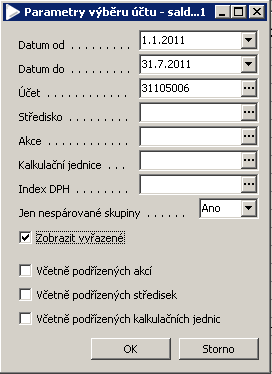 Parametry výběru účtu - sald...1
Datum od . . . . . . . . . 1.1.2011
Datum do . . . . . . . . . 31.7.2011
Účet . . . . . . . . . . . . 31105006
Středisko . . . . . . . . .
Akce . . . . . . . . . . . .
Kalkulační jednice . . .
Index DPH . . . . . . . .
Jen nespárované skupiny . . . . . . Ano
Zobrazit vyřazené
Včetně podřízených akcí
Včetně podřízených středisek
Včetně podřízených kalkulačních jednic
OK Storno